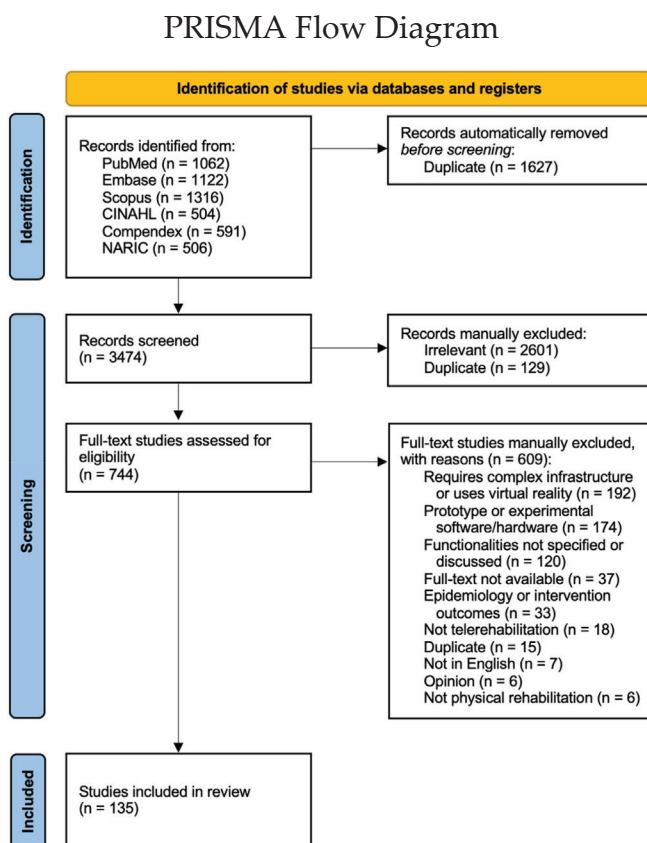 PRISMA Flow Diagram
Identification of studies via databases and registers
Identification
Records identified from:
PubMed (n = 1062)
Embase (n = 1122)
Scopus (n = 1316)
CINAHL (n = 504)
Compendex (n = 591)
NARIC (n = 506)
Records automatically removed
before screening:
Duplicate (n = 1627)
Screening
Records screened
(n = 3474)
Records manually excluded:
Irrelevant (n = 2601)
Duplicate (n = 129)
Full-text studies assessed for
eligibility
(n = 744)
Full-text studies manually excluded,
with reasons (n = 609):
Requires complex infrastructure
or uses virtual reality (n = 192)
Prototype or experimental
software/hardware (n = 174)
Functionalities not specified or
discussed (n = 120)
Full-text not available (n = 37)
Epidemiology or intervention
outcomes (n = 33)
Not telerehabilitation (n = 18)
Duplicate (n = 15)
Not in English (n = 7)
Opinion (n = 6)
Not physical rehabilitation (n = 6)
Included
Studies included in review
(n = 135)